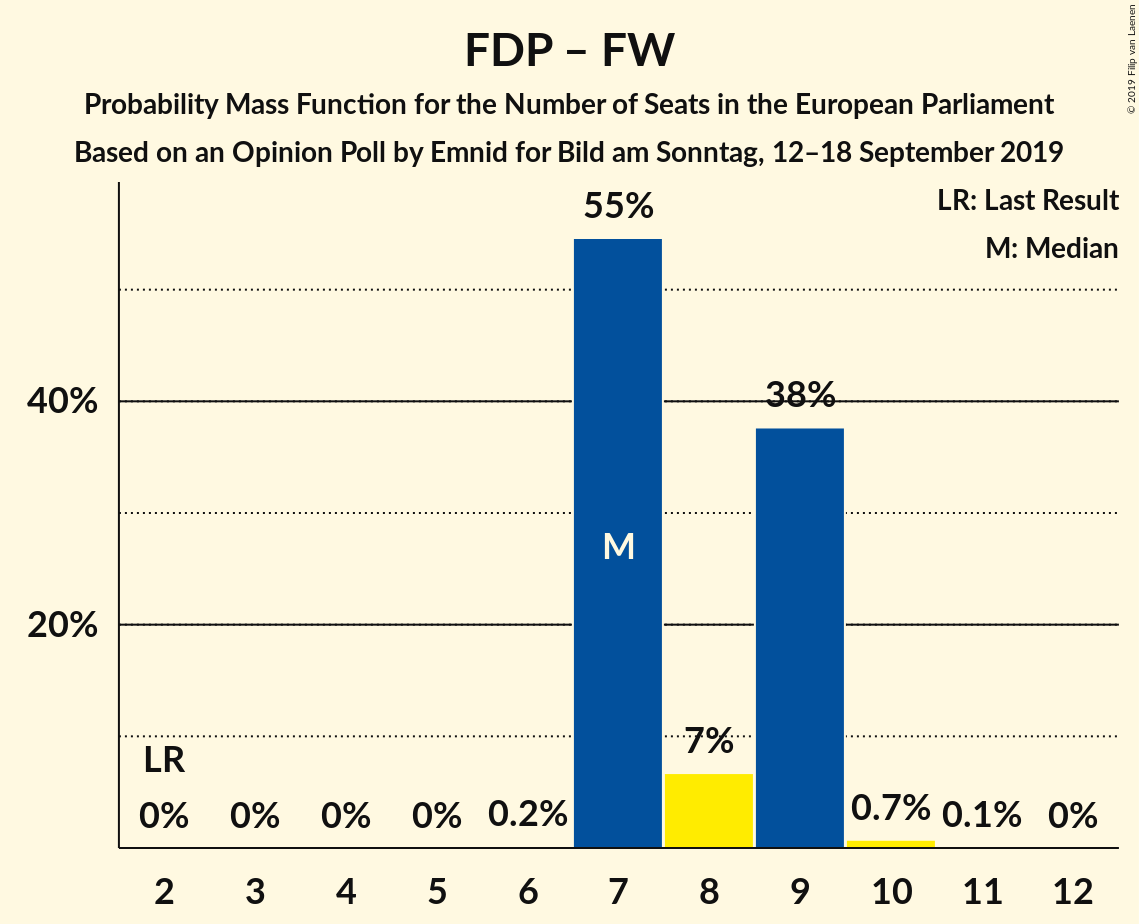 FDP – FW
Probability Mass Function for the Number of Seats in the European Parliament
Based on an Opinion Poll by Emnid for Bild am Sonntag, 12–18 September 2019
© 2019 Filip van Laenen
LR: Last Result
M: Median
55%
40%
38%
M
20%
LR
7%
0% 0% 0% 0% 0.2% 0.7% 0.1% 0%
2 3 4 5 6 7 8 9 10 11 12